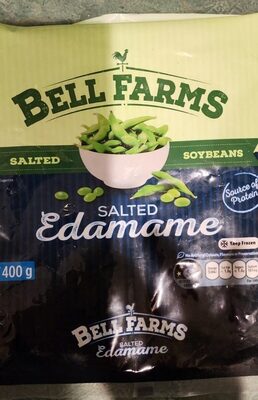 BELL FARMS
SALTED SOYBEANS
Source of
Protein
SALTED
Edamame
Keep Frozen
400 g
BELL FARMS
SALTED
Edamame